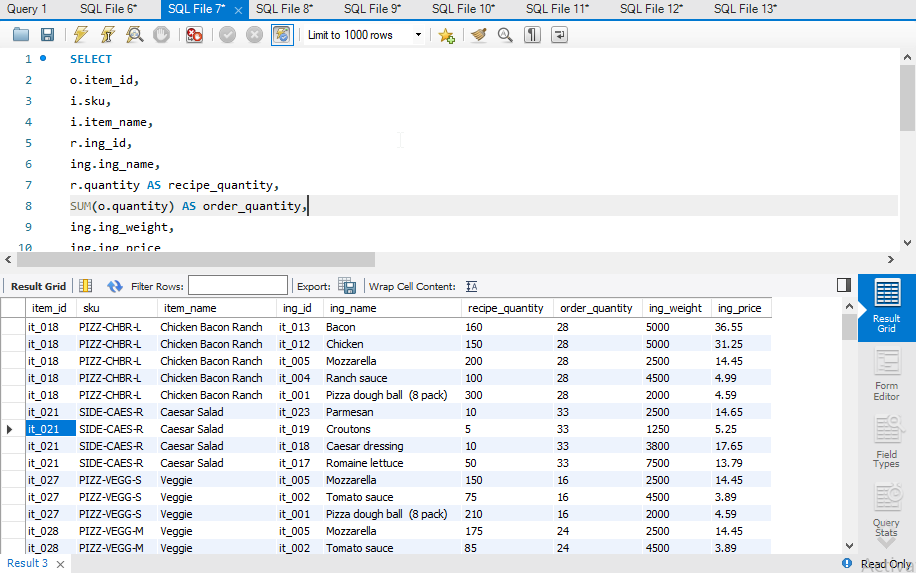 Query 1 SQL File 6* SQL File 7* SQL File 8* SQL File 9* SQL File 10* SQL File 11* SQL File 12* SQL File 13*
Limit to 1000 rows
1 SELECT
2 o.item_id,
3 i.sku,
4 i.item_name,
5 r.ing_id,
6 ing.ing_name,
7 r.quantity AS recipe_quantity,
8 SUM(o.quantity) AS order_quantity,
9 ing.ing_weight,
10 ing.ing_price
Result Grid Filter Rows: Export: Wrap Cell Content:
item_id sku item_name ing_id ing_name recipe_quantity order_quantity ing_weight ing_price
it_018 PIZZ-CHBR-L Chicken Bacon Ranch it_013 Bacon 160 28 5000 36.55
it_018 PIZZ-CHBR-L Chicken Bacon Ranch it_012 Chicken 150 28 5000 31.25
it_018 PIZZ-CHBR-L Chicken Bacon Ranch it_005 Mozzarella 200 28 2500 14.45
it_018 PIZZ-CHBR-L Chicken Bacon Ranch it_004 Ranch sauce 100 28 4500 4.99
it_018 PIZZ-CHBR-L Chicken Bacon Ranch it_001 Pizza dough ball (8 pack) 300 28 2000 4.59
it_021 SIDE-CAES-R Caesar Salad it_023 Parmesan 10 33 2500 14.65
it_021 SIDE-CAES-R Caesar Salad it_019 Croutons 5 33 1250 5.25
it_021 SIDE-CAES-R Caesar Salad it_018 Caesar dressing 10 33 3800 17.65
it_021 SIDE-CAES-R Caesar Salad it_017 Romaine lettuce 50 33 7500 13.79
it_027 PIZZ-VEGG-S Veggie it_005 Mozzarella 150 16 2500 14.45
it_027 PIZZ-VEGG-S Veggie it_002 Tomato sauce 75 16 4500 3.89
it_027 PIZZ-VEGG-S Veggie it_001 Pizza dough ball (8 pack) 210 16 2000 4.59
it_028 PIZZ-VEGG-M Veggie it_005 Mozzarella 175 24 2500 14.45
it_028 PIZZ-VEGG-M Veggie it_002 Tomato sauce 85 24 4500 3.89
Result Grid
Form Editor
Field Types
Query Stats
Result 3
Read Only